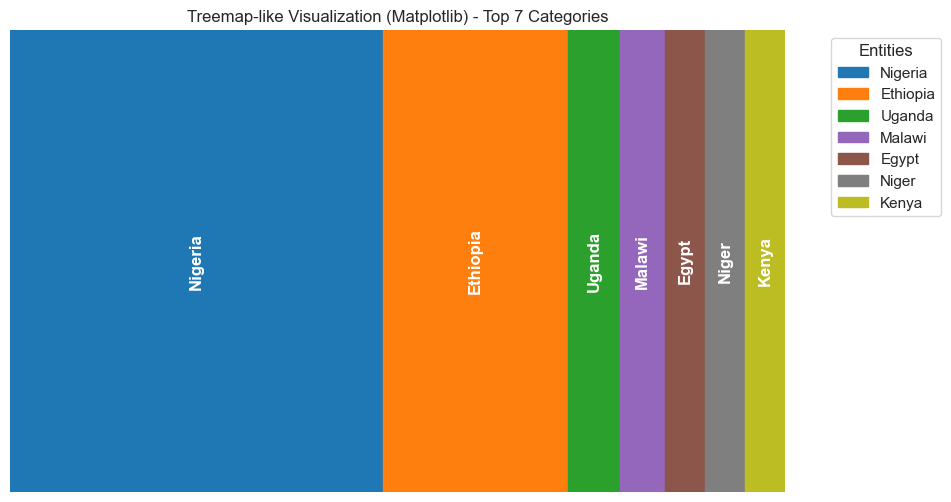 Treemap-like Visualization (Matplotlib) - Top 7 Categories
Nigeria
Ethiopia
Uganda
Malawi
Egypt
Niger
Kenya
Entities
Nigeria
Ethiopia
Uganda
Malawi
Egypt
Niger
Kenya